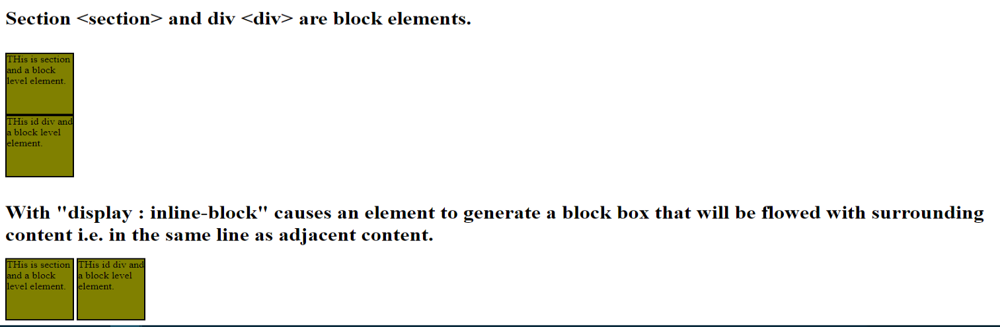 Section <section> and div <div> are block elements.
THis is section
and a block
level element.
THis id div and
a block level
element.
With "display : inline-block" causes an element to generate a block box that will be flowed with surrounding
content i.e. in the same line as adjacent content.
THis is section
and a block
level element.
THis id div and
a block level
element.